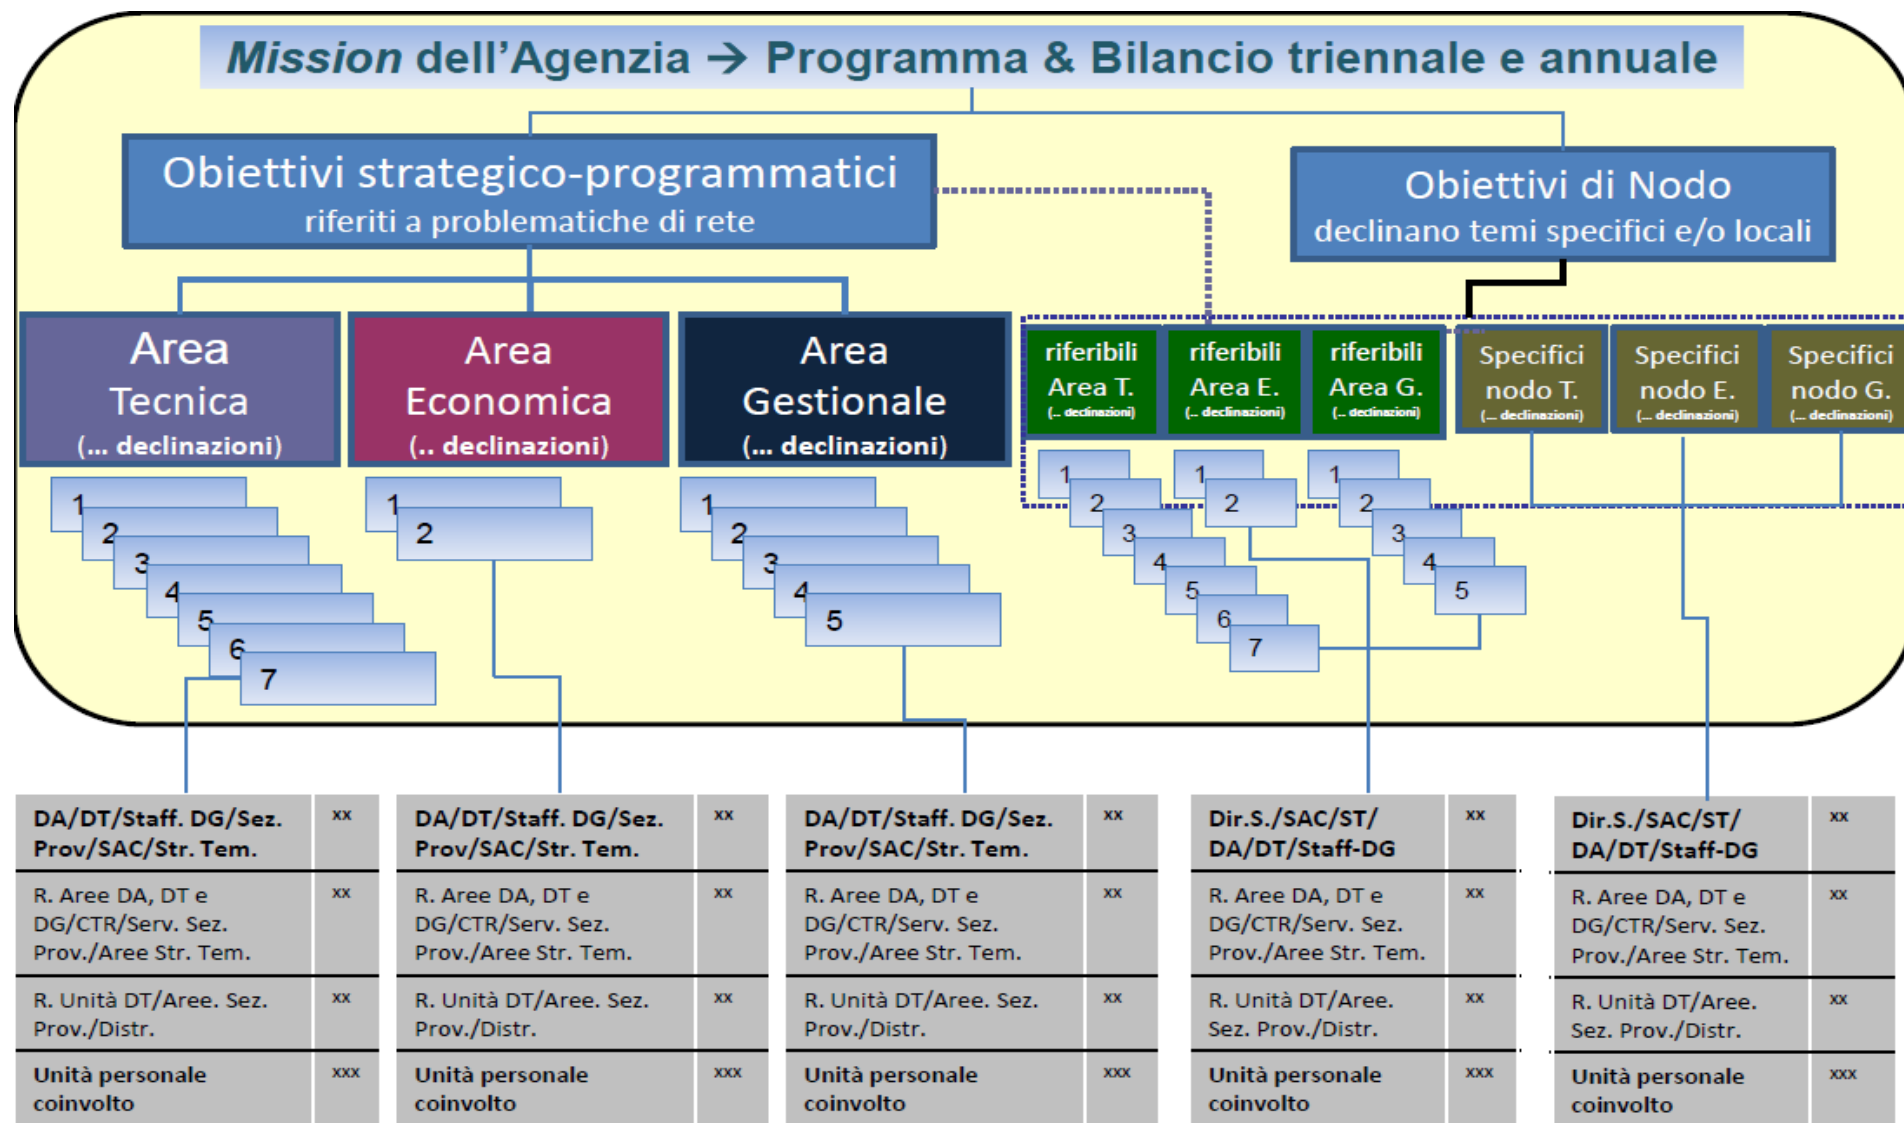 Mission dell'Agenzia → Programma & Bilancio triennale e annuale
Obiettivi strategico-programmatici
riferiti a problematiche di rete
Obiettivi di Nodo
declinano temi specifici e/o locali
Area
Tecnica
(... declinazioni)
Area
Economica
(.. declinazioni)
Area
Gestionale
(... declinazioni)
riferibili
Area T.
(.. declinazioni)
riferibili
Area E.
(.. declinazioni)
riferibili
Area G.
(.. declinazioni)
Specifici
nodo T.
(... declinazioni)
Specifici
nodo E.
(... declinazioni)
Specifici
nodo G.
(... declinazioni)
1
2
3
4
5
6
7
1
2
1
2
3
4
5
1
2
3
4
5
6
7
1
2
1
2
3
4
5
DA/DT/Staff. DG/Sez. xx
Prov/SAC/Str. Tem.
R. Aree DA, DT e xx
DG/CTR/Serv. Sez.
Prov./Aree Str. Tem.
R. Unità DT/Aree. Sez. xx
Prov./Distr.
Unità personale xxx
coinvolto
DA/DT/Staff. DG/Sez. xx
Prov/SAC/Str. Tem.
R. Aree DA, DT e xx
DG/CTR/Serv. Sez.
Prov./Aree Str. Tem.
R. Unità DT/Aree. Sez. xx
Prov./Distr.
Unità personale xxx
coinvolto
DA/DT/Staff. DG/Sez. xx
Prov/SAC/Str. Tem.
R. Aree DA, DT e xx
DG/CTR/Serv. Sez.
Prov./Aree Str. Tem.
R. Unità DT/Aree. Sez. xx
Prov./Distr.
Unità personale xxx
coinvolto
Dir.S./SAC/ST/ xx
DA/DT/Staff-DG
R. Aree DA, DT e xx
DG/CTR/Serv. Sez.
Prov./Aree Str. Tem.
R. Unità DT/Aree. xx
Sez. Prov./Distr.
Unità personale xxx
coinvolto
Dir.S./SAC/ST/ xx
DA/DT/Staff-DG
R. Aree DA, DT e xx
DG/CTR/Serv. Sez.
Prov./Aree Str. Tem.
R. Unità DT/Aree. xx
Sez. Prov./Distr.
Unità personale xxx
coinvolto